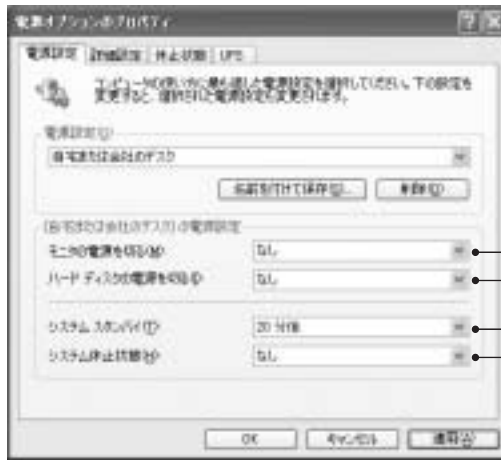 電源オプションのプロパティ
電源設定 詳細設定 休止状態 UPS
コンピュータの使い方に最も適した電源設定を選択してください。下の設定を
変更すると、選択された電源設定も変更されます。
電源設定(U)
自宅または会社のデスク
名前を付けて保存(S)... 削除(D)
[自宅または会社のデスク] の電源設定
モニタの電源を切る(M) なし
ハード ディスクの電源を切る(I) なし
システム スタンバイ(T) 20 分後
システム休止状態(H) なし
OK キャンセル 適用(A)